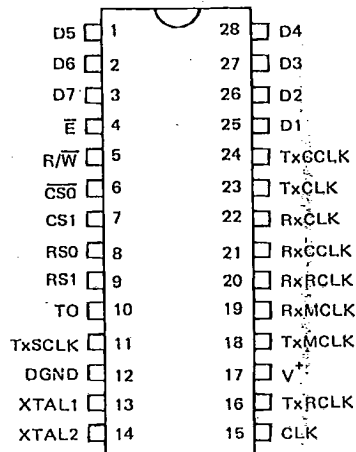 D5 1 28 D4
D6 2 27 D3
D7 3 26 D2
E̅ 4 25 D1
R/W̅ 5 24 TxCCLK
C̅S̅0̅ 6 23 TxCLK
CS1 7 22 RxCLK
RS0 8 21 RxCCLK
RS1 9 20 RxRCLK
TO 10 19 RxMCLK
TxSCLK 11 18 TxMCLK
DGND 12 17 V+
XTAL1 13 16 TxRCLK
XTAL2 14 15 CLK